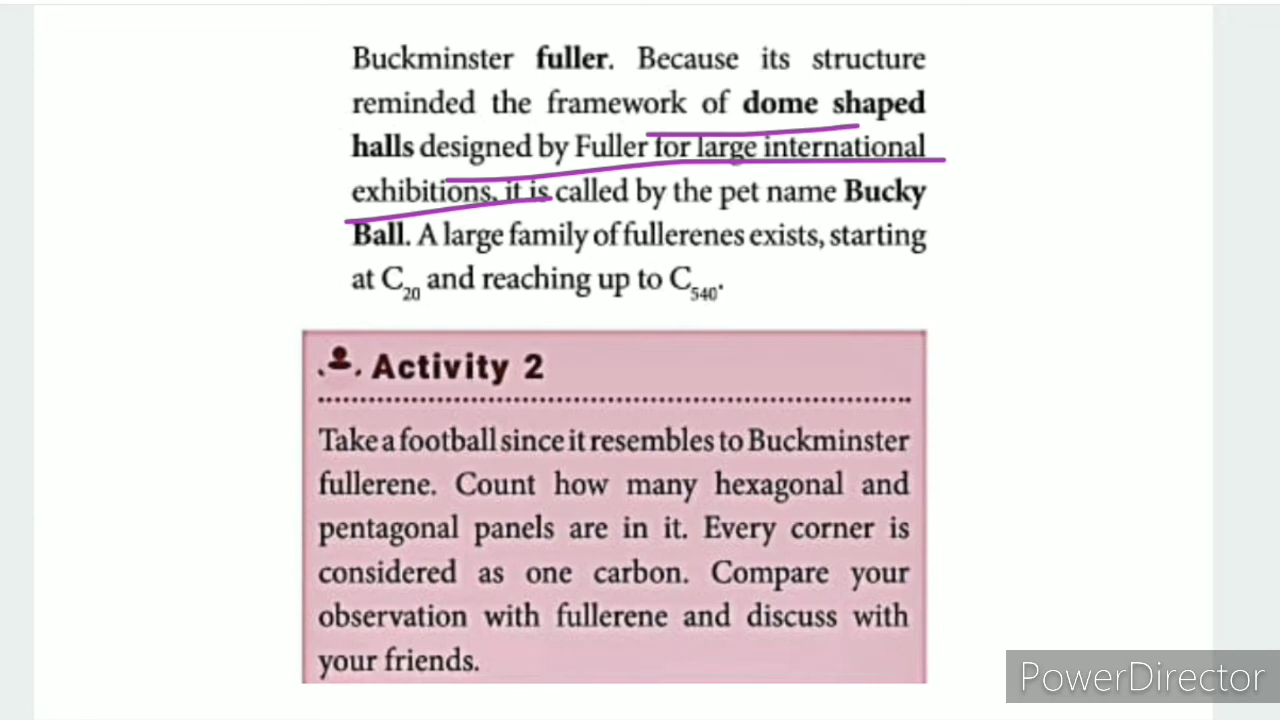 Buckminster fuller. Because its structure
reminded the framework of dome shaped
halls designed by Fuller for large international
exhibitions, it is called by the pet name Bucky
Ball. A large family of fullerenes exists, starting
at C₂₀ and reaching up to C₅₄₀.
Activity 2
Take a football since it resembles to Buckminster
fullerene. Count how many hexagonal and
pentagonal panels are in it. Every corner is
considered as one carbon. Compare your
observation with fullerene and discuss with
your friends.
PowerDirector